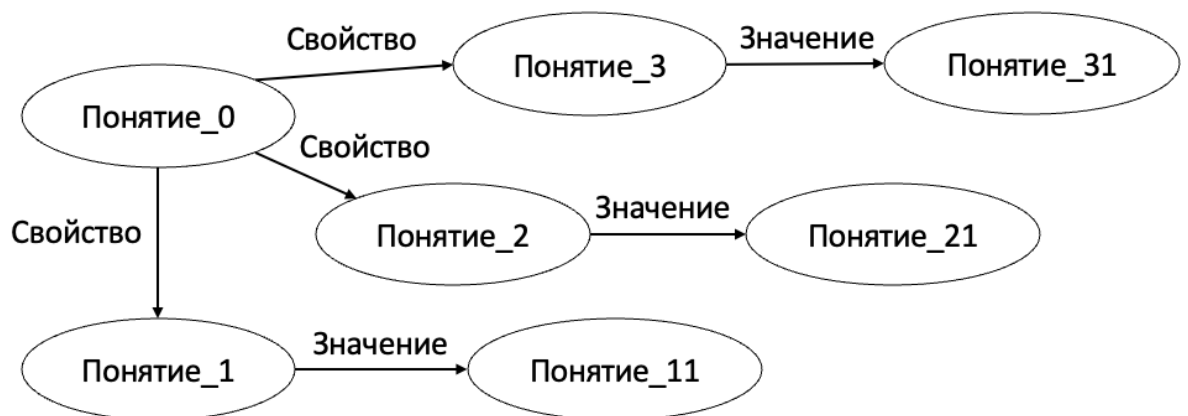 Свойство
Значение
Понятие_3
Понятие_31
Понятие_0
Свойство
Значение
Свойство
Понятие_2
Понятие_21
Значение
Понятие_1
Понятие_11